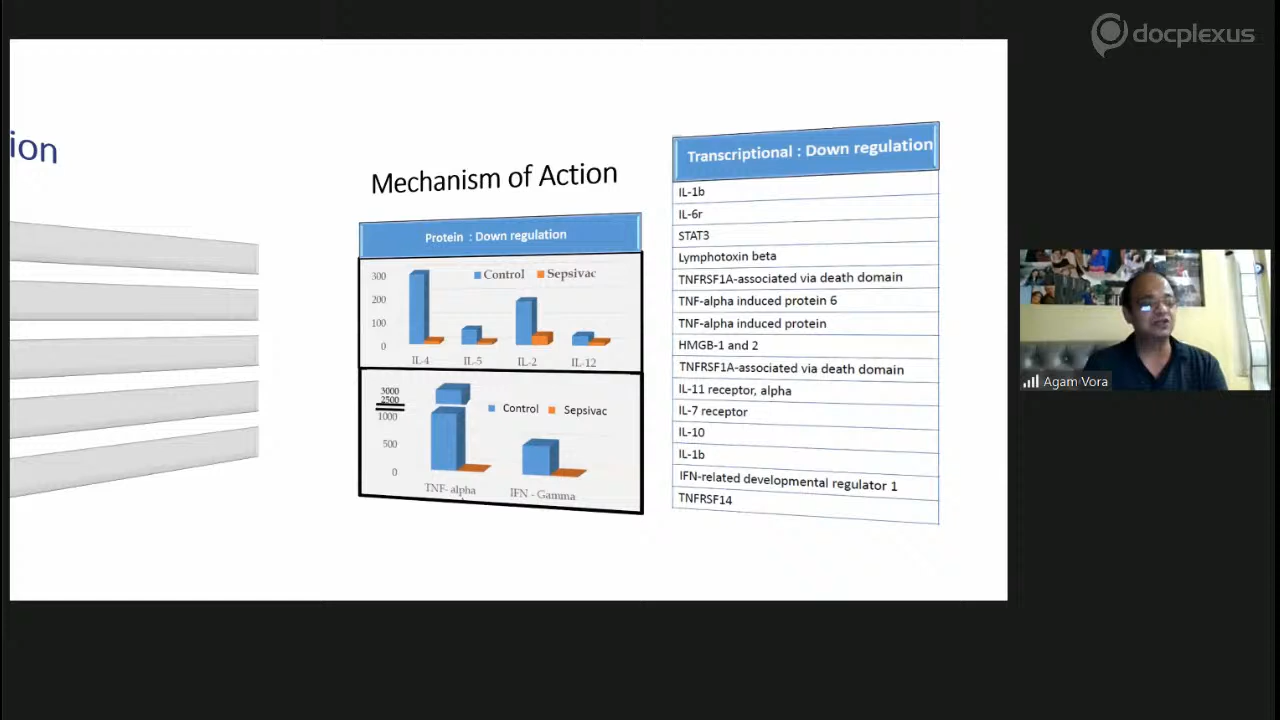 docplexus
ion
Mechanism of Action
Protein : Down regulation
300
200
100
0
Control
Sepsivac
IL-4
IL-5
IL-2
IL-12
3000
2500
1000
500
0
Control
Sepsivac
TNF- alpha
IFN - Gamma
Transcriptional : Down regulation
IL-1b
IL-6r
STAT3
Lymphotoxin beta
TNFRSF1A-associated via death domain
TNF-alpha induced protein 6
TNF-alpha induced protein
HMGB-1 and 2
TNFRSF1A-associated via death domain
IL-11 receptor, alpha
IL-7 receptor
IL-10
IL-1b
IFN-related developmental regulator 1
TNFRSF14
Agam Vora